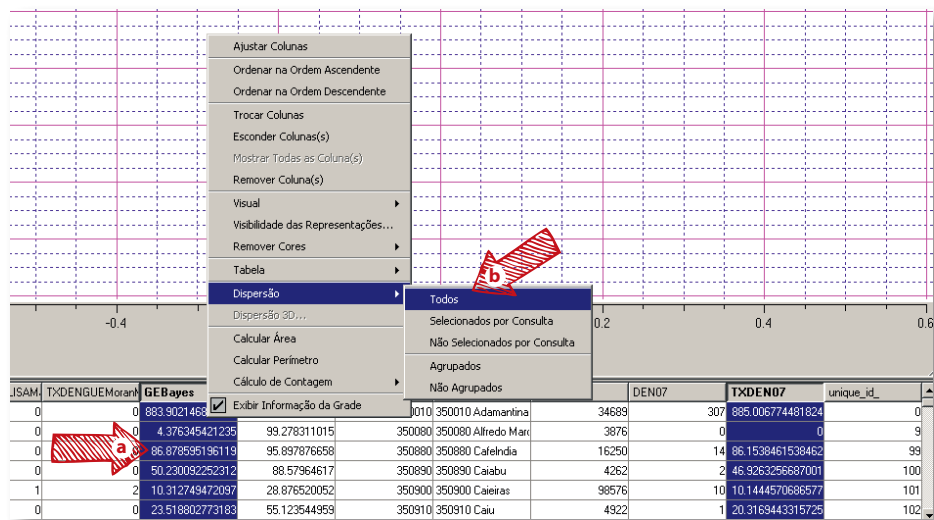 Ajustar Colunas
Ordenar na Ordem Ascendente
Ordenar na Ordem Descendente
Trocar Colunas
Esconder Colunas(s)
Mostrar Todas as Coluna(s)
Remover Coluna(s)
Visual
Visibilidade das Representações...
Remover Cores
Tabela
b
Dispersão
Todos
Dispersão 3D...
Selecionados por Consulta
-0.4 0.2 0.4 0.6
Calcular Área
Não Selecionados por Consulta
Calcular Perímetro
Agrupados
Cálculo de Contagem
Não Agrupados
Exibir Informação da Grade
LISAM TXDENGUEMoranM GEBayes DEN07 TXDEN07 unique_id_
0 0 883.902146 0010 350010 Adamantina 34689 307 885.006774481824 0
0 0 4.376345421235 99.278311015 350080 350080 Alfredo Marc 3876 0 0 9
0 a 86.878595196119 95.897876658 350880 350880 Cafelndia 16250 14 86.1538461538462 99
0 0 50.230092252312 88.57964617 350890 350890 Caiabu 4262 2 46.9263256687001 100
1 2 10.312749472097 28.876520052 350900 350900 Caieiras 98576 10 10.1444570686577 101
0 0 23.518802773183 55.123544959 350910 350910 Caiu 4922 1 20.3169443315725 102